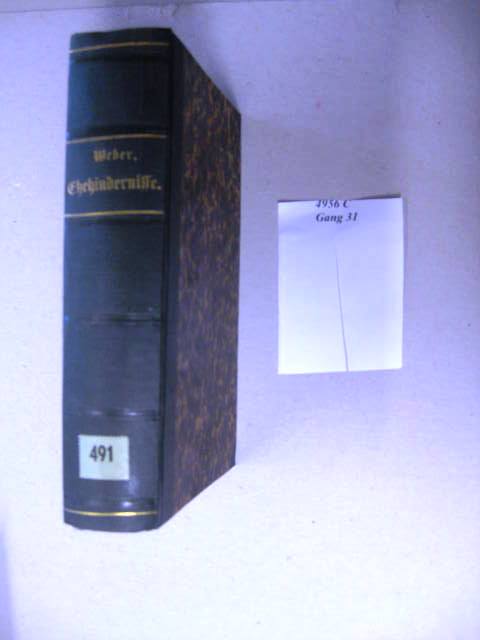 Weber.
Ehehindernisse.
491
4956 C
Gang 31